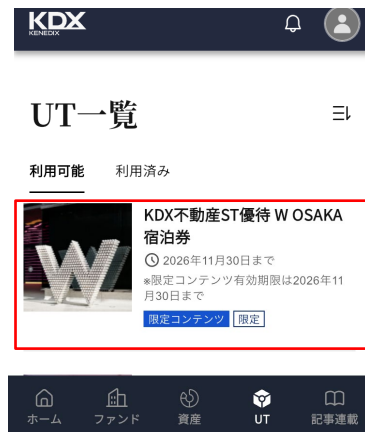 KDX
KENEDIX
UT一覧
利用可能
利用済み
KDX不動産ST優待 W OSAKA
宿泊券
2026年11月30日まで
※限定コンテンツ有効期限は2026年11
月30日まで
限定コンテンツ 限定
ホーム
ファンド
資産
UT
記事連載